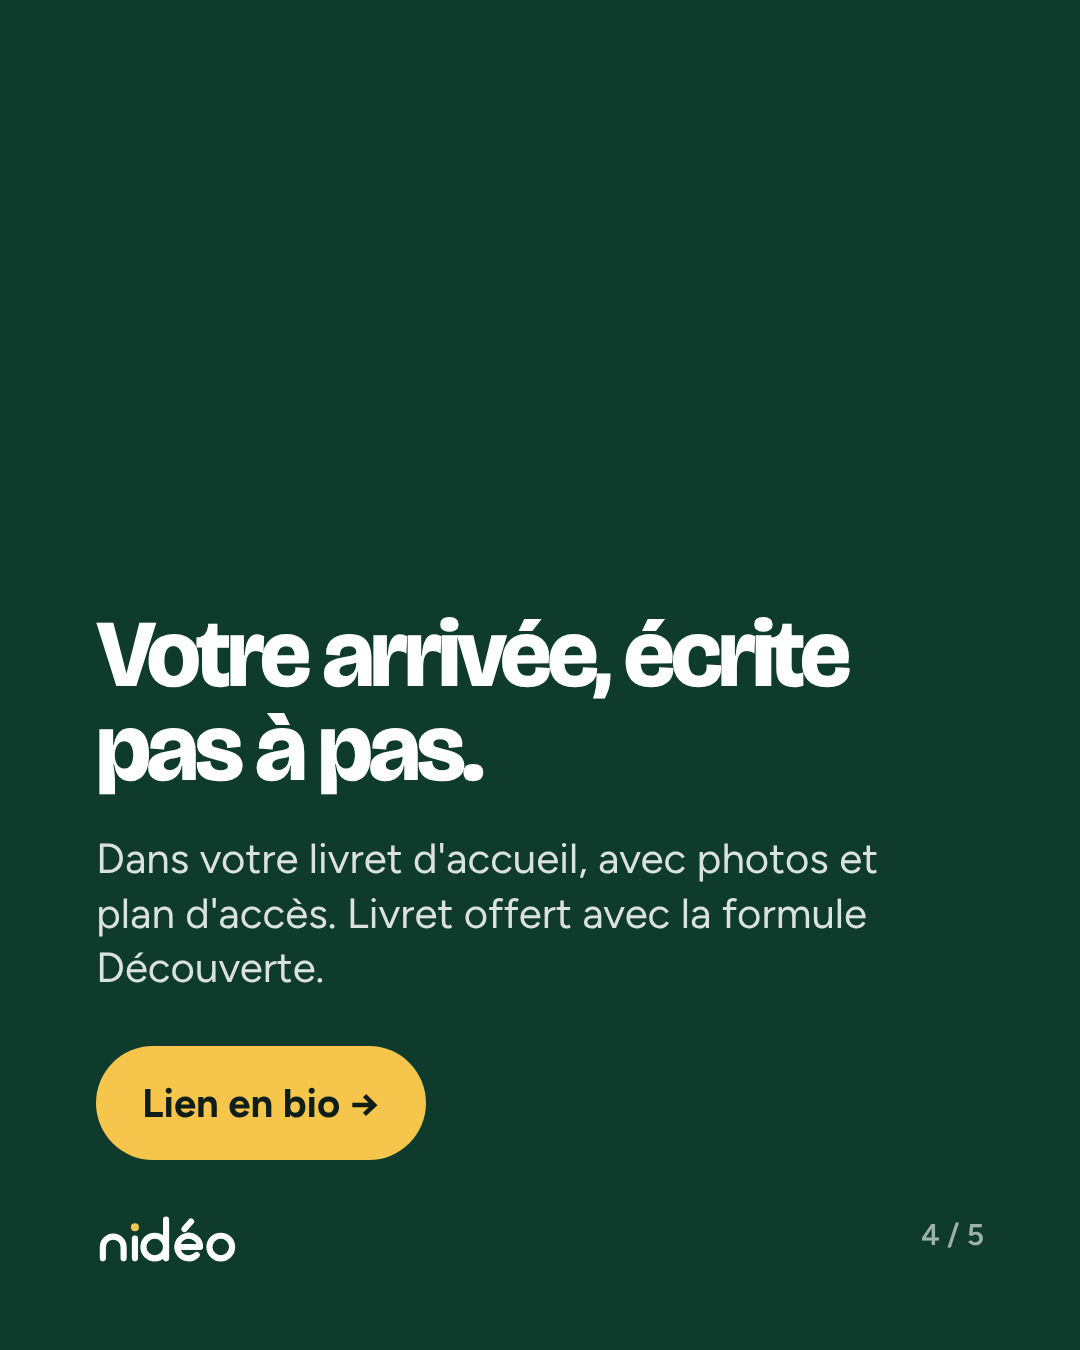 Votre arrivée, écrite
pas à pas.
Dans votre livret d'accueil, avec photos et
plan d'accès. Livret offert avec la formule
Découverte.
Lien en bio →
nidéo
4 / 5